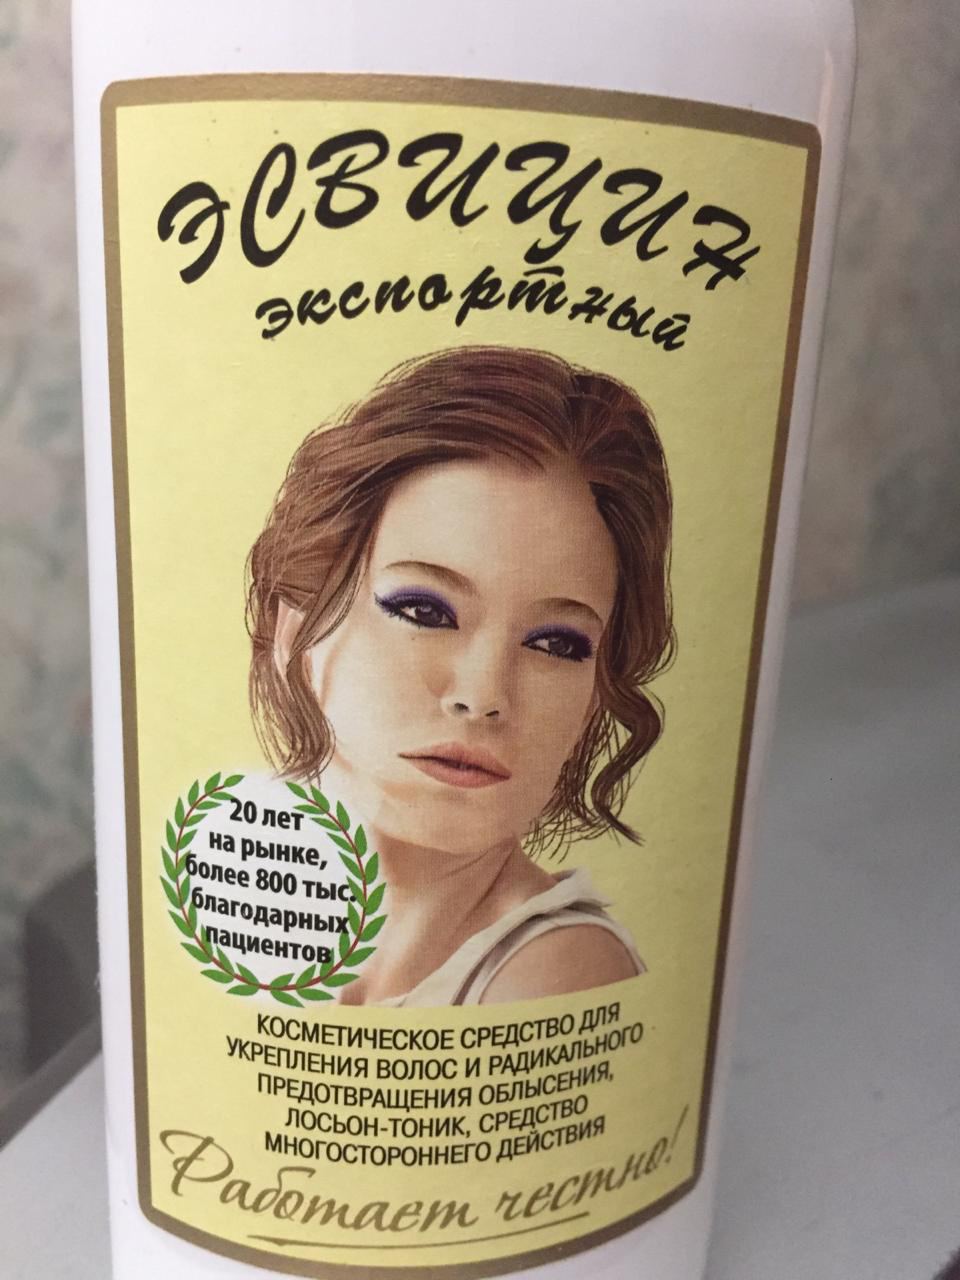 ЭСВИЦИН
экспортный
20 лет
на рынке,
более 800 тыс.
благодарных
пациентов
КОСМЕТИЧЕСКОЕ СРЕДСТВО ДЛЯ
УКРЕПЛЕНИЯ ВОЛОС И РАДИКАЛЬНОГО
ПРЕДОТВРАЩЕНИЯ ОБЛЫСЕНИЯ,
ЛОСЬОН-ТОНИК, СРЕДСТВО
МНОГОСТОРОННЕГО ДЕЙСТВИЯ
Работает честно!